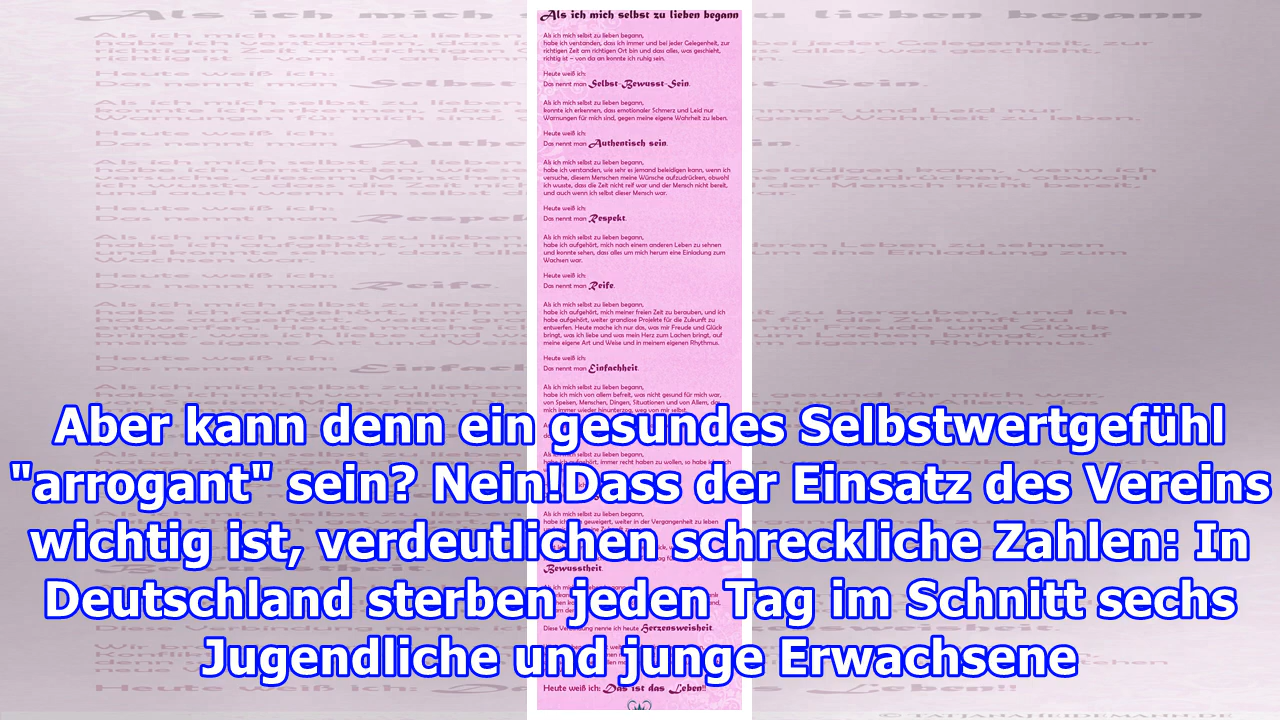 Als ich mich selbst zu lieben begann
Als ich mich selbst zu lieben begann,
habe ich verstanden, dass ich immer und bei jeder Gelegenheit, zur
richtigen Zeit am richtigen Ort bin und dass alles, was geschieht,
richtig ist – von da an konnte ich ruhig sein.
Heute weiß ich:
Das nennt man Selbst-Bewusst-Sein.
Als ich mich selbst zu lieben begann,
konnte ich erkennen, dass emotionaler Schmerz und Leid nur
Warnungen für mich sind, gegen meine eigene Wahrheit zu leben.
Heute weiß ich:
Das nennt man Authentisch sein.
Als ich mich selbst zu lieben begann,
habe ich verstanden, wie sehr es jemand beleidigen kann, wenn ich
versuche, diesem Menschen meine Wünsche aufzudrücken, obwohl
ich wusste, dass die Zeit nicht reif war und der Mensch nicht bereit,
und auch wenn ich selbst dieser Mensch war.
Heute weiß ich:
Das nennt man Respekt.
Als ich mich selbst zu lieben begann,
habe ich aufgehört, mich nach einem anderen Leben zu sehnen
und konnte sehen, dass alles um mich herum eine Einladung zum
Wachsen war.
Heute weiß ich:
Das nennt man Reife.
Als ich mich selbst zu lieben begann,
habe ich aufgehört, mich meiner freien Zeit zu berauben, und ich
habe aufgehört, weiter grandiose Projekte für die Zukunft zu
entwerfen. Heute mache ich nur das, was mir Freude und Glück
bringt, was ich liebe und was mein Herz zum Lachen bringt, auf
meine eigene Art und Weise und in meinem eigenen Rhythmus.
Heute weiß ich:
Das nennt man Einfachheit.
Als ich mich selbst zu lieben begann,
habe ich mich von allem befreit, was nicht gesund für mich war,
von Speisen, Menschen, Dingen, Situationen und von Allem, das
mich immer wieder hinunterzog, weg von mir selbst.
Aber kann denn ein gesundes Selbstwertgefühl
"arrogant" sein? Nein!Dass der Einsatz des Vereins
wichtig ist, verdeutlichen schreckliche Zahlen: In
Deutschland sterben jeden Tag im Schnitt sechs
Jugendliche und junge Erwachsene
Bewusstheit.
Herzensweisheit.
Heute weiß ich: Das ist das Leben!!
© TATJANAHEIDEMANN.DE